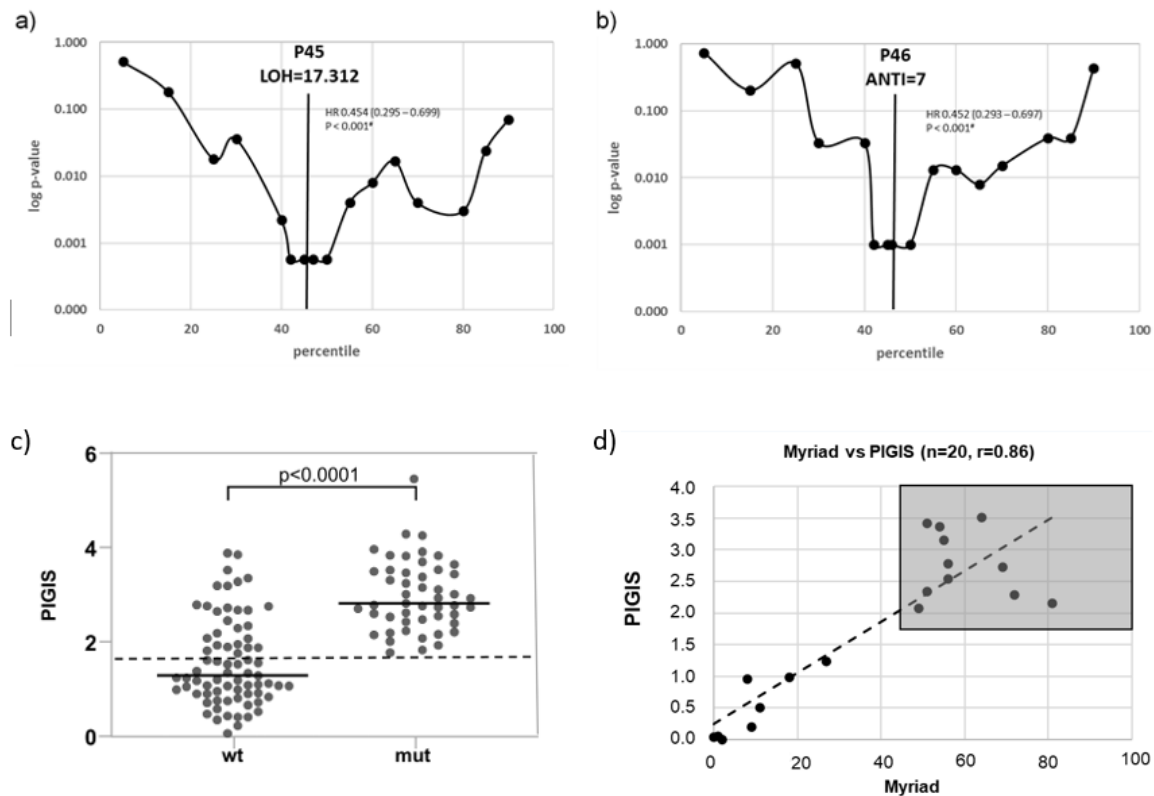 a)
P45
LOH=17.312
HR 0.454 (0.295 – 0.699)
P < 0.001*
log p-value
1.000
0.100
0.010
0.001
0.000
0 20 40 60 80 100
percentile
b)
P46
ANTI=7
HR 0.452 (0.293 – 0.697)
P < 0.001*
log p-value
1.000
0.100
0.010
0.001
0.000
0 20 40 60 80 100
percentile
c)
PIGIS
6
4
2
0
p<0.0001
wt mut
d)
Myriad vs PIGIS (n=20, r=0.86)
PIGIS
4.0
3.5
3.0
2.5
2.0
1.5
1.0
0.5
0.0
0 20 40 60 80 100
Myriad